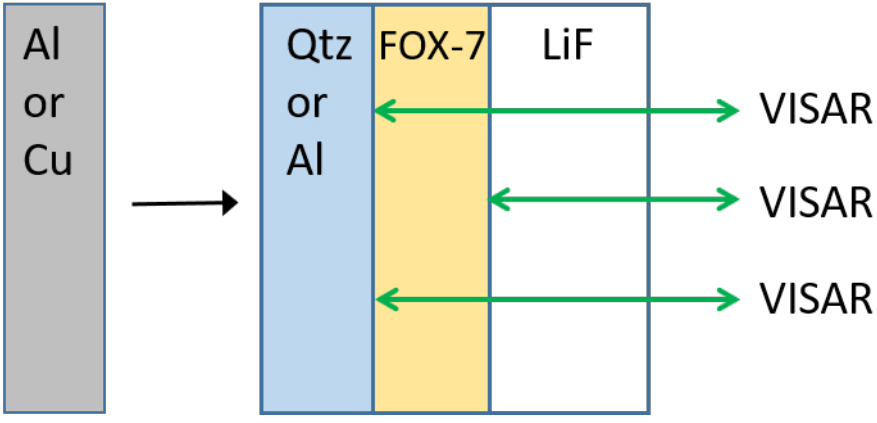 Al
or
Cu
Qtz
or
Al
FOX-7
LiF
VISAR
VISAR
VISAR